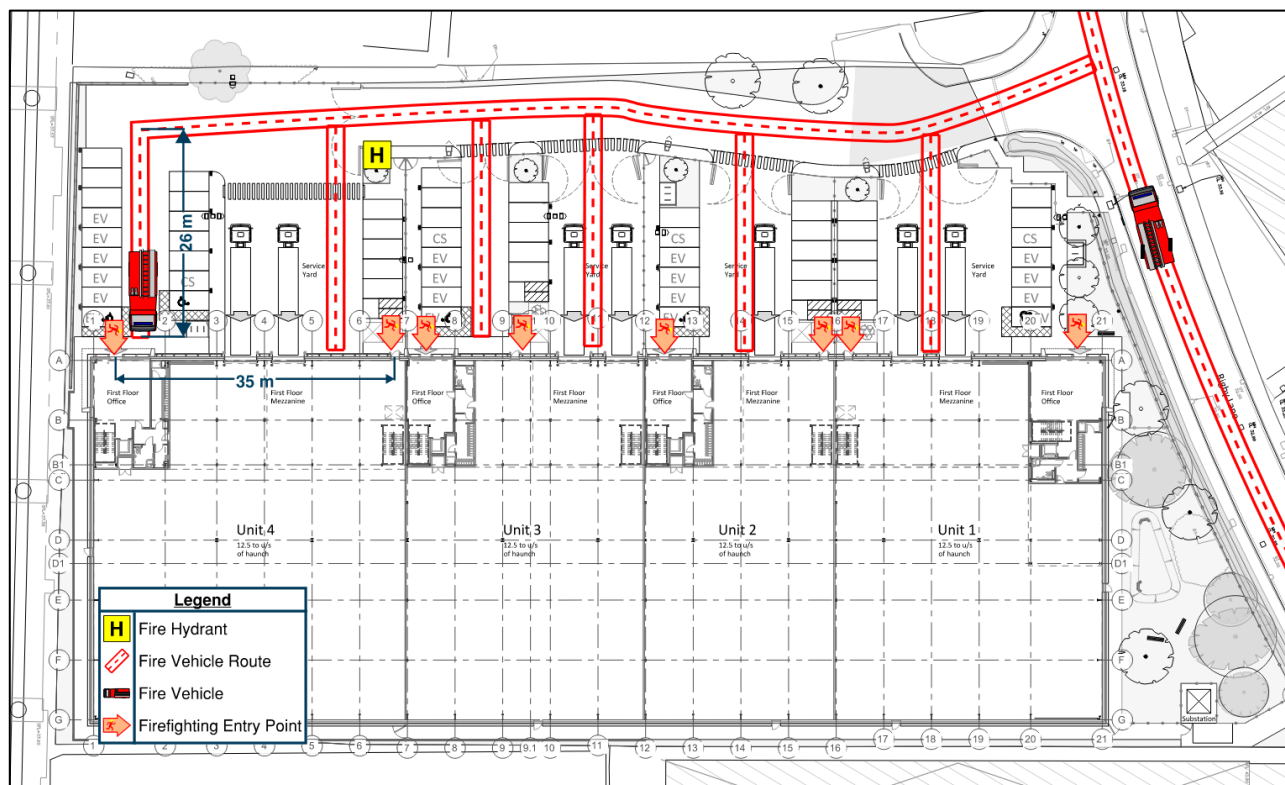 H
26 m
EV
EV
EV
EV
EV
CS
CS
EV
EV
EV
EV
CS
EV
EV
EV
CS
EV
EV
EV
EV
Service
Yard
Service
Yard
Service
Yard
Service
Yard
1
2
3
4
5
6
7
8
9
10
11
12
13
14
15
16
17
18
19
20
21
A
A
35 m
First Floor
Office
First Floor
Mezzanine
First Floor
Office
First Floor
Mezzanine
First Floor
Office
First Floor
Mezzanine
First Floor
Mezzanine
First Floor
Office
Rigby Lane
B
B
B1
B1
C
C
Unit 4
12.5 to u/s
of haunch
Unit 3
12.5 to u/s
of haunch
Unit 2
12.5 to u/s
of haunch
Unit 1
12.5 to u/s
of haunch
D
D
D1
D1
E
E
F
F
G
G
Legend
H Fire Hydrant
Fire Vehicle Route
Fire Vehicle
Firefighting Entry Point
Substation
1
2
3
4
5
6
7
8
9
9.1
10
11
12
13
14
15
16
17
18
19
20
21